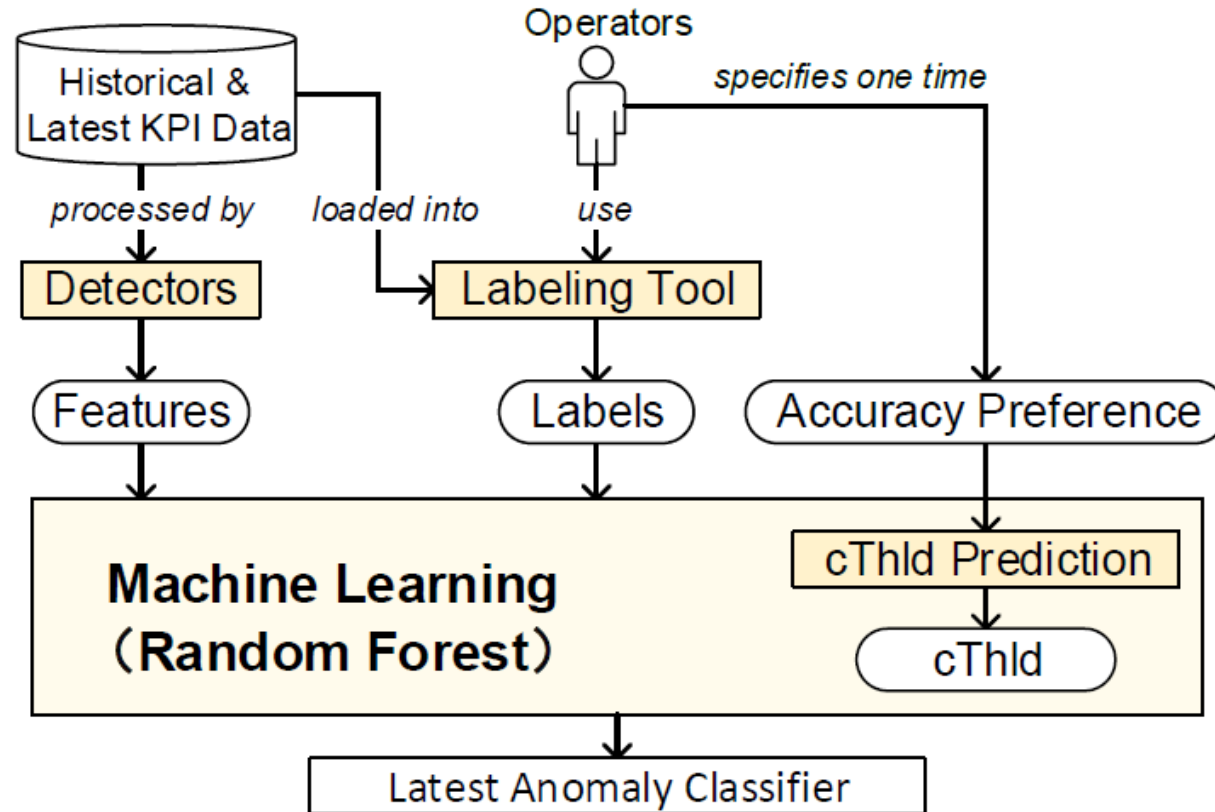 Operators
Historical &
Latest KPI Data
specifies one time
processed by
loaded into
use
Detectors
Labeling Tool
Features
Labels
Accuracy Preference
cThld Prediction
Machine Learning
（Random Forest）
cThld
Latest Anomaly Classifier